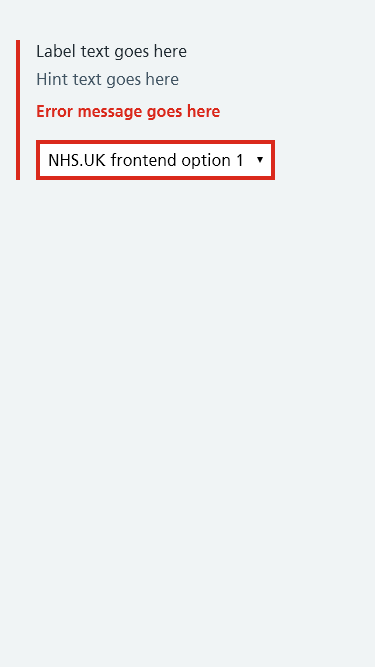 Label text goes here
Hint text goes here
Error message goes here
NHS.UK frontend option 1